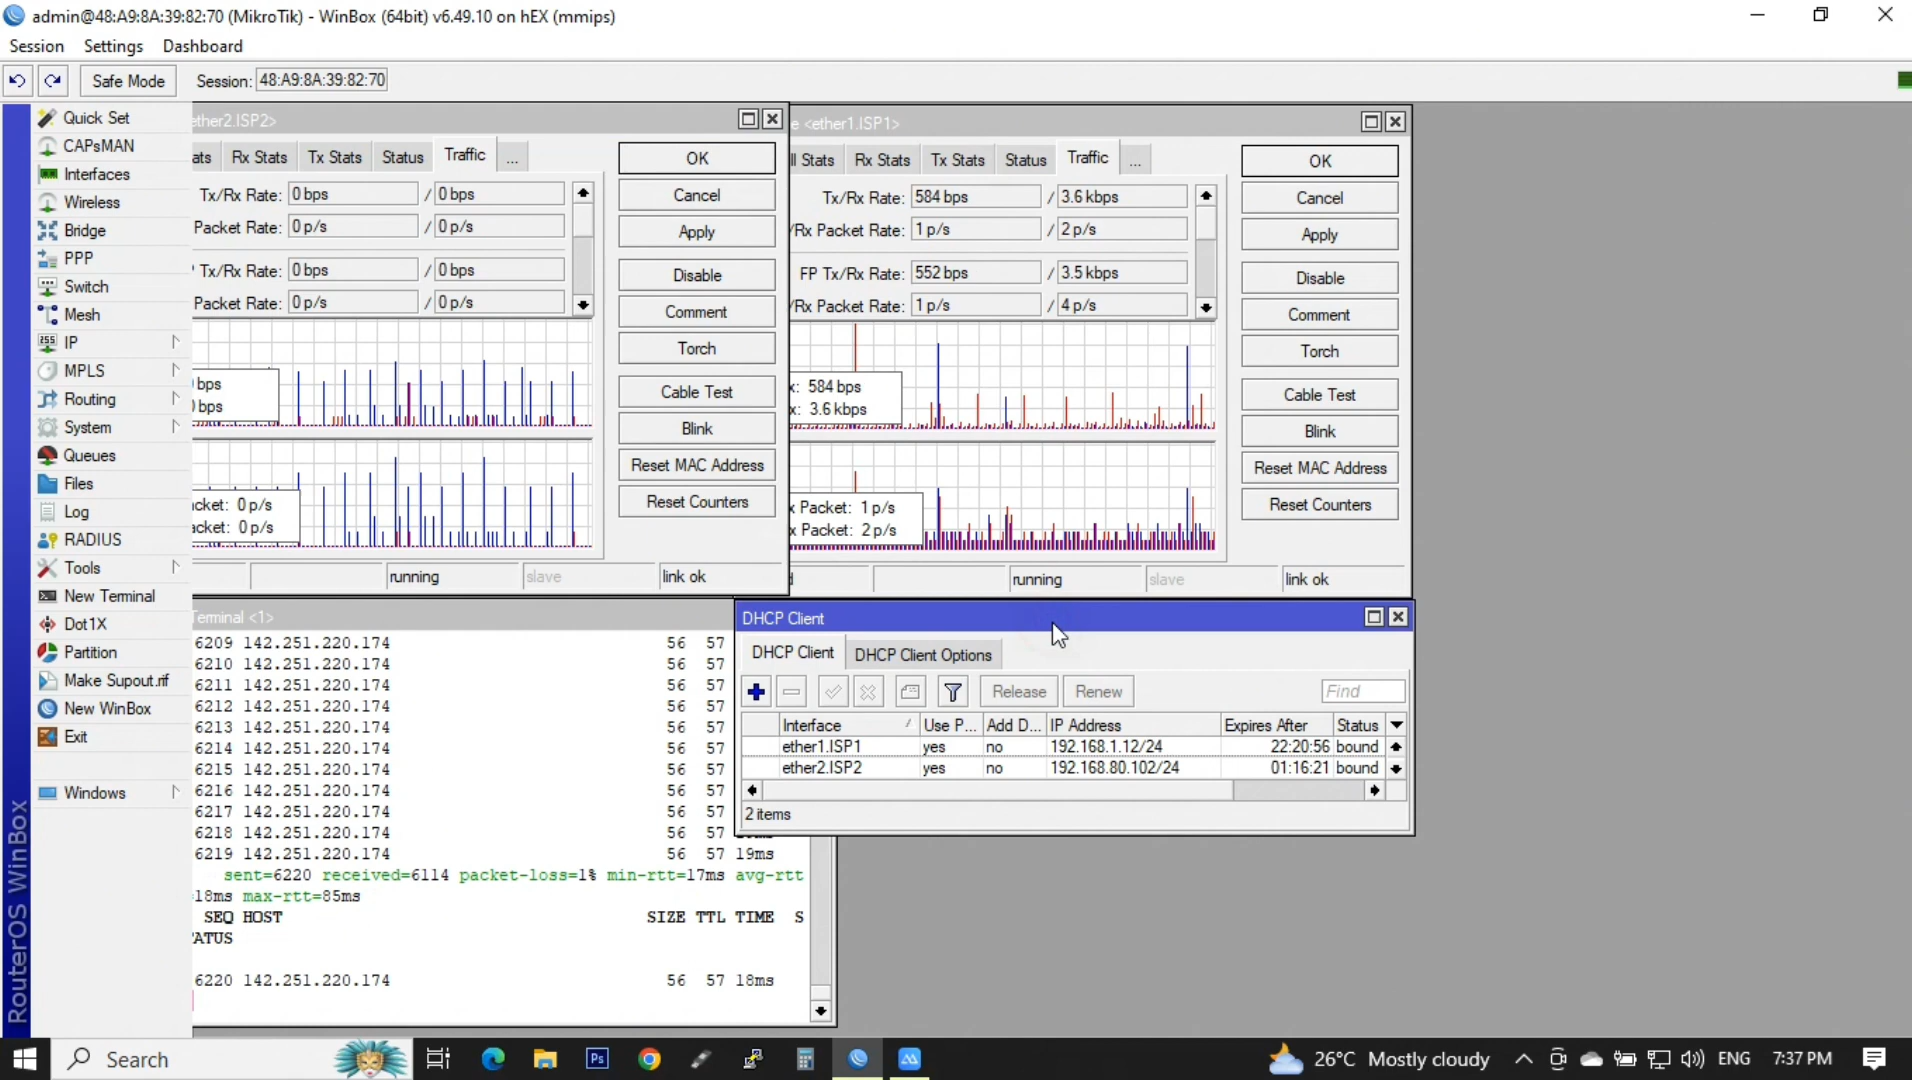 admin@48:A9:8A:39:82:70 (MikroTik) - WinBox (64bit) v6.49.10 on hEX (mmips)
Session Settings Dashboard
Safe Mode Session: 48:A9:8A:39:82:70
Quick Set
CAPsMAN
Interfaces
Wireless
Bridge
PPP
Switch
Mesh
IP
MPLS
Routing
System
Queues
Files
Log
RADIUS
Tools
New Terminal
Dot1X
Partition
Make Supout.rif
New WinBox
Exit
Windows
RouterOS WinBox
ether2.ISP2>
ats Rx Stats Tx Stats Status Traffic ...
Tx/Rx Rate: 0 bps / 0 bps
Packet Rate: 0 p/s / 0 p/s
Tx/Rx Rate: 0 bps / 0 bps
Packet Rate: 0 p/s / 0 p/s
bps
bps
cket: 0 p/s
acket: 0 p/s
OK
Cancel
Apply
Disable
Comment
Torch
Cable Test
Blink
Reset MAC Address
Reset Counters
running slave link ok
e <ether1.ISP1>
ll Stats Rx Stats Tx Stats Status Traffic ...
Tx/Rx Rate: 584 bps / 3.6 kbps
/Rx Packet Rate: 1 p/s / 2 p/s
FP Tx/Rx Rate: 552 bps / 3.5 kbps
/Rx Packet Rate: 1 p/s / 4 p/s
x: 584 bps
x: 3.6 kbps
x Packet: 1 p/s
x Packet: 2 p/s
OK
Cancel
Apply
Disable
Comment
Torch
Cable Test
Blink
Reset MAC Address
Reset Counters
running slave link ok
Terminal <1>
6209 142.251.220.174 56 57
6210 142.251.220.174 56 57
6211 142.251.220.174 56 57
6212 142.251.220.174 56 57
6213 142.251.220.174 56 57
6214 142.251.220.174 56 57
6215 142.251.220.174 56 57
6216 142.251.220.174 56 57
6217 142.251.220.174 56 57
6218 142.251.220.174 56 57
6219 142.251.220.174 56 57 19ms
sent=6220 received=6114 packet-loss=1% min-rtt=17ms avg-rtt
=18ms max-rtt=85ms
SEQ HOST SIZE TTL TIME S
TATUS
6220 142.251.220.174 56 57 18ms
DHCP Client
DHCP Client DHCP Client Options
Release Renew Find
Interface Use P... Add D... IP Address Expires After Status
ether1.ISP1 yes no 192.168.1.12/24 22:20:56 bound
ether2.ISP2 yes no 192.168.80.102/24 01:16:21 bound
2 items
Search Ps 26°C Mostly cloudy ENG 7:37 PM